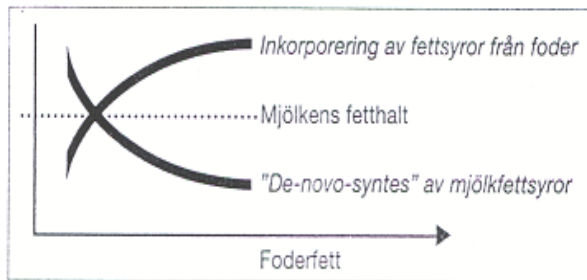 Inkorporering av fettsyror från foder
Mjölkens fetthalt
"De-novo-syntes" av mjölkfettsyror
Foderfett